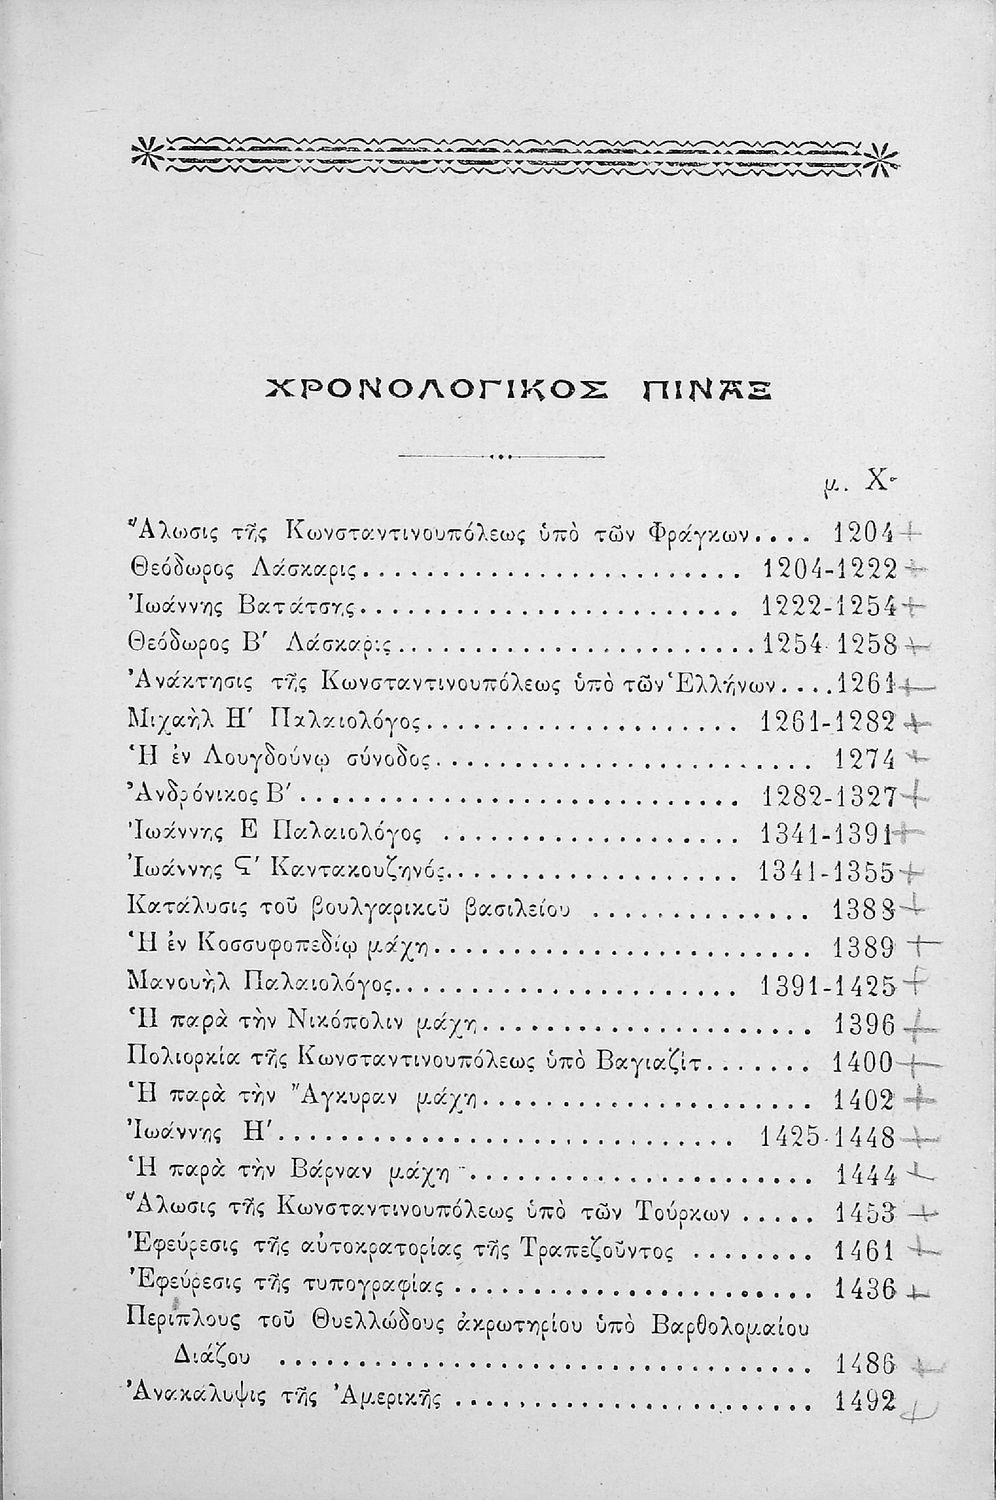 ΧΡΟΝΟΛΟΓΙΚΟΣ ΠΙΝΑΞ
μ. Χ.
Ἅλωσις τῆς Κωνσταντινουπόλεως ὑπὸ τῶν Φράγκων.... 1204
Θεόδωρος Λάσκαρις........................ 1204-1222
Ἰωάννης Βατάτσης........................ 1222-1254
Θεόδωρος Βʹ Λάσκαρις.......................1254-1258
Ἀνάκτησις τῆς Κωνσταντινουπόλεως ὑπὸ τῶν Ἑλλήνων....1261
Μιχαὴλ Ηʹ Παλαιολόγος.................... 1261-1282
Ἡ ἐν Λουγδούνῳ σύνοδος........................ 1274
Ἀνδρόνικος Βʹ............................ 1282-1327
Ἰωάννης Ε Παλαιολόγος ................... 1341-1391
Ἰωάννης Ϛʹ Καντακουζηνός................... 1341-1355
Κατάλυσις τοῦ βουλγαρικοῦ βασιλείου .............. 1388
Ἡ ἐν Κοσσυφοπεδίῳ μάχη........................ 1389
Μανουὴλ Παλαιολόγος...................... 1391-1425
Ἡ παρὰ τὴν Νικόπολιν μάχη..................... 1396
Πολιορκία τῆς Κωνσταντινουπόλεως ὑπὸ Βαγιαζίτ....... 1400
Ἡ παρὰ τὴν Ἄγκυραν μάχη..................... 1402
Ἰωάννης Ηʹ............................. 1425-1448
Ἡ παρὰ τὴν Βάρναν μάχη ...................... 1444
Ἅλωσις τῆς Κωνσταντινουπόλεως ὑπὸ τῶν Τούρκων ..... 1453
Ἐφεύρεσις τῆς αὐτοκρατορίας τῆς Τραπεζοῦντος ........ 1461
Ἐφεύρεσις τῆς τυπογραφίας ....................... 1436
Περίπλους τοῦ Θυελλώδους ἀκρωτηρίου ὑπὸ Βαρθολομαίου
Διάζου .................................. 1486
Ἀνακάλυψις τῆς Ἀμερικῆς ....................... 1492